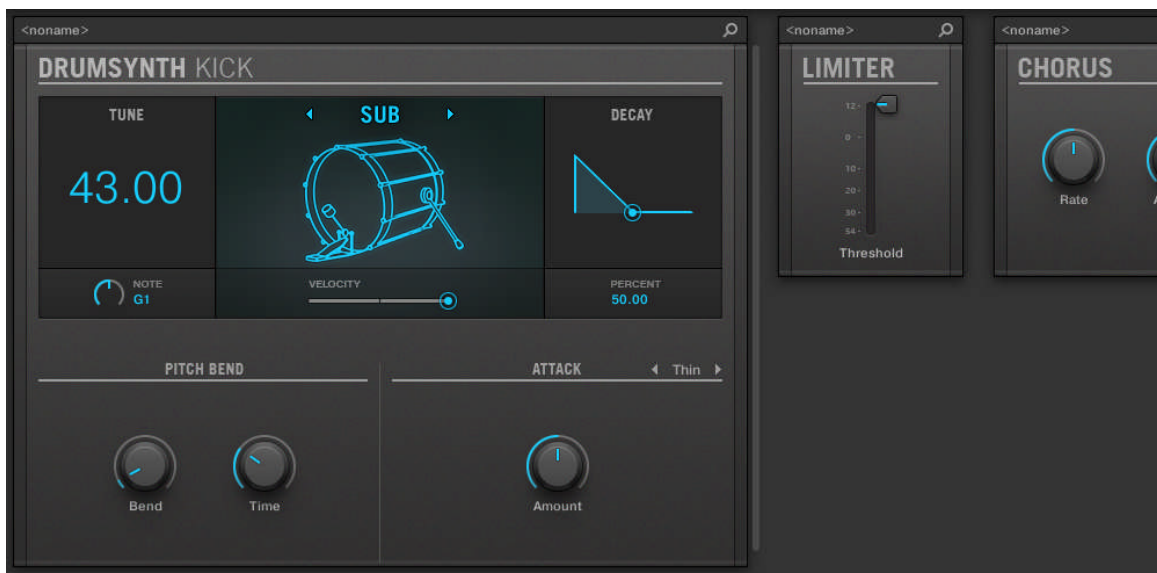 <noname>
DRUMSYNTH KICK
TUNE
43.00
NOTE
G1
SUB
VELOCITY
DECAY
PERCENT
50.00
PITCH BEND
Bend
Time
ATTACK
Thin
Amount
<noname>
LIMITER
12
0
10
20
30
54
Threshold
<noname>
CHORUS
Rate